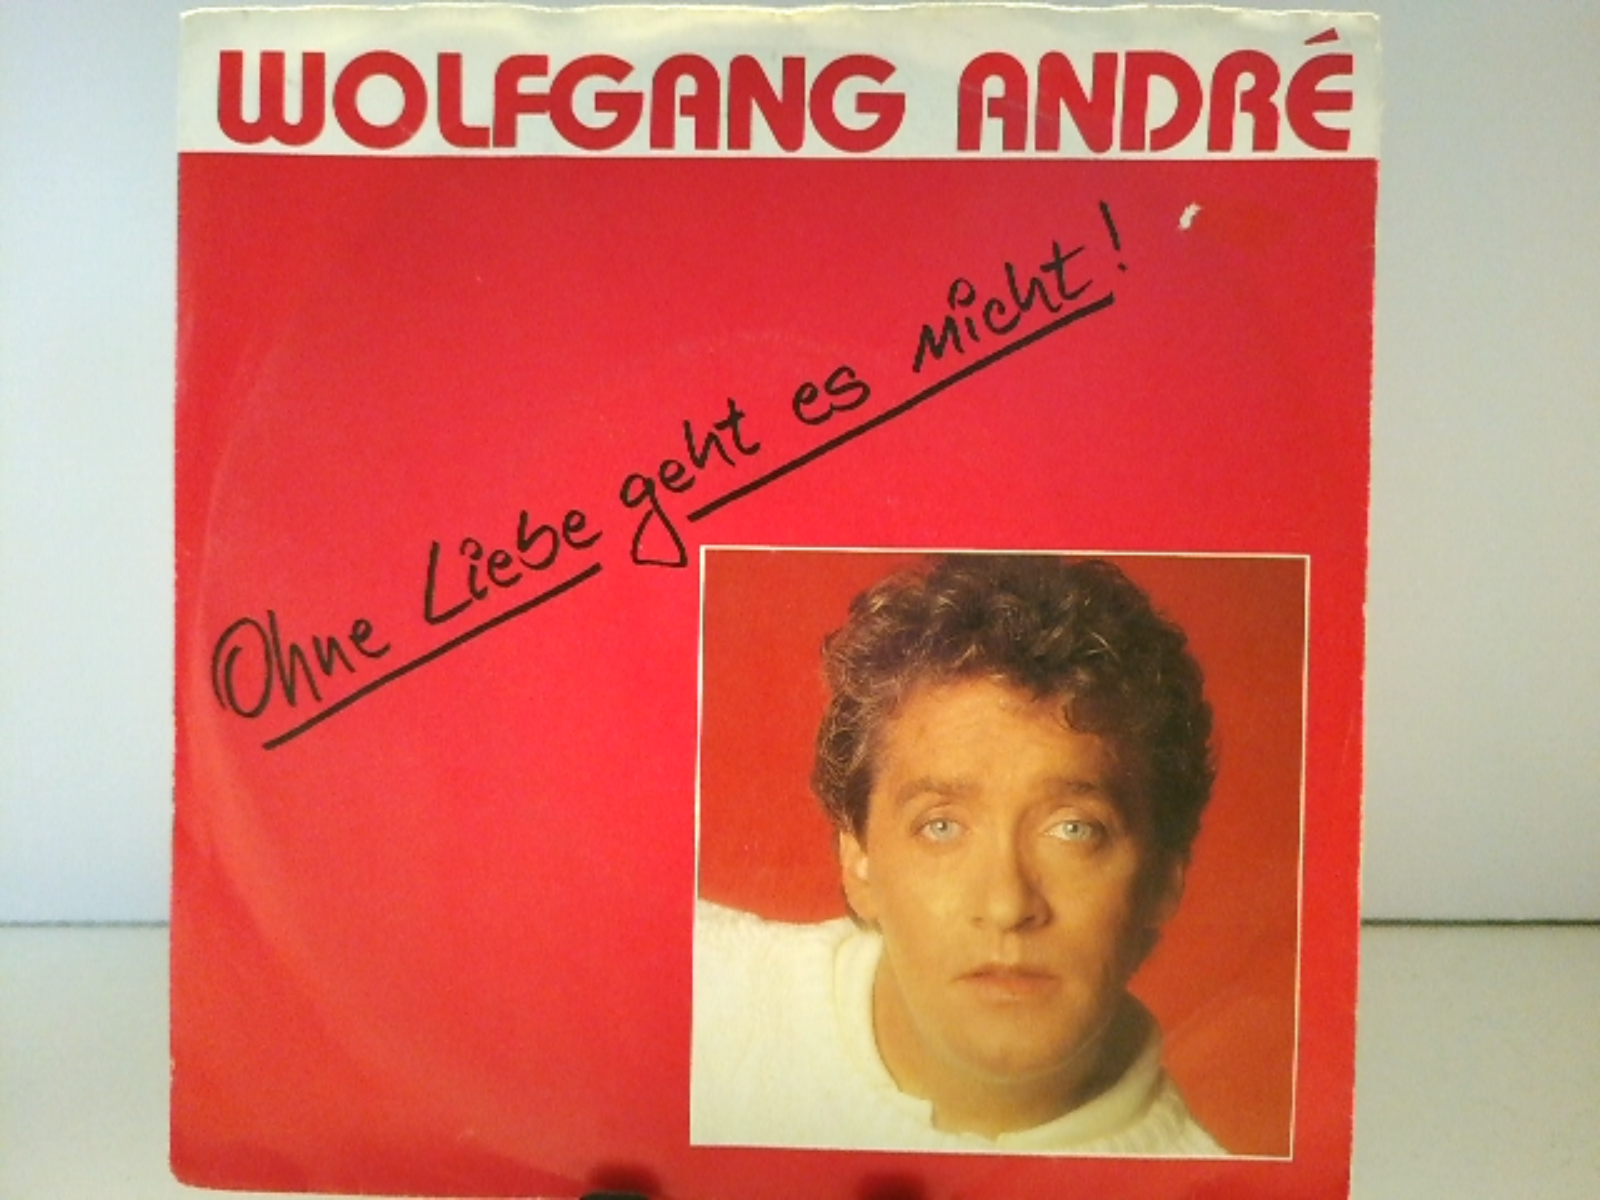 WOLFGANG ANDRÉ
Ohne Liebe geht es nicht!